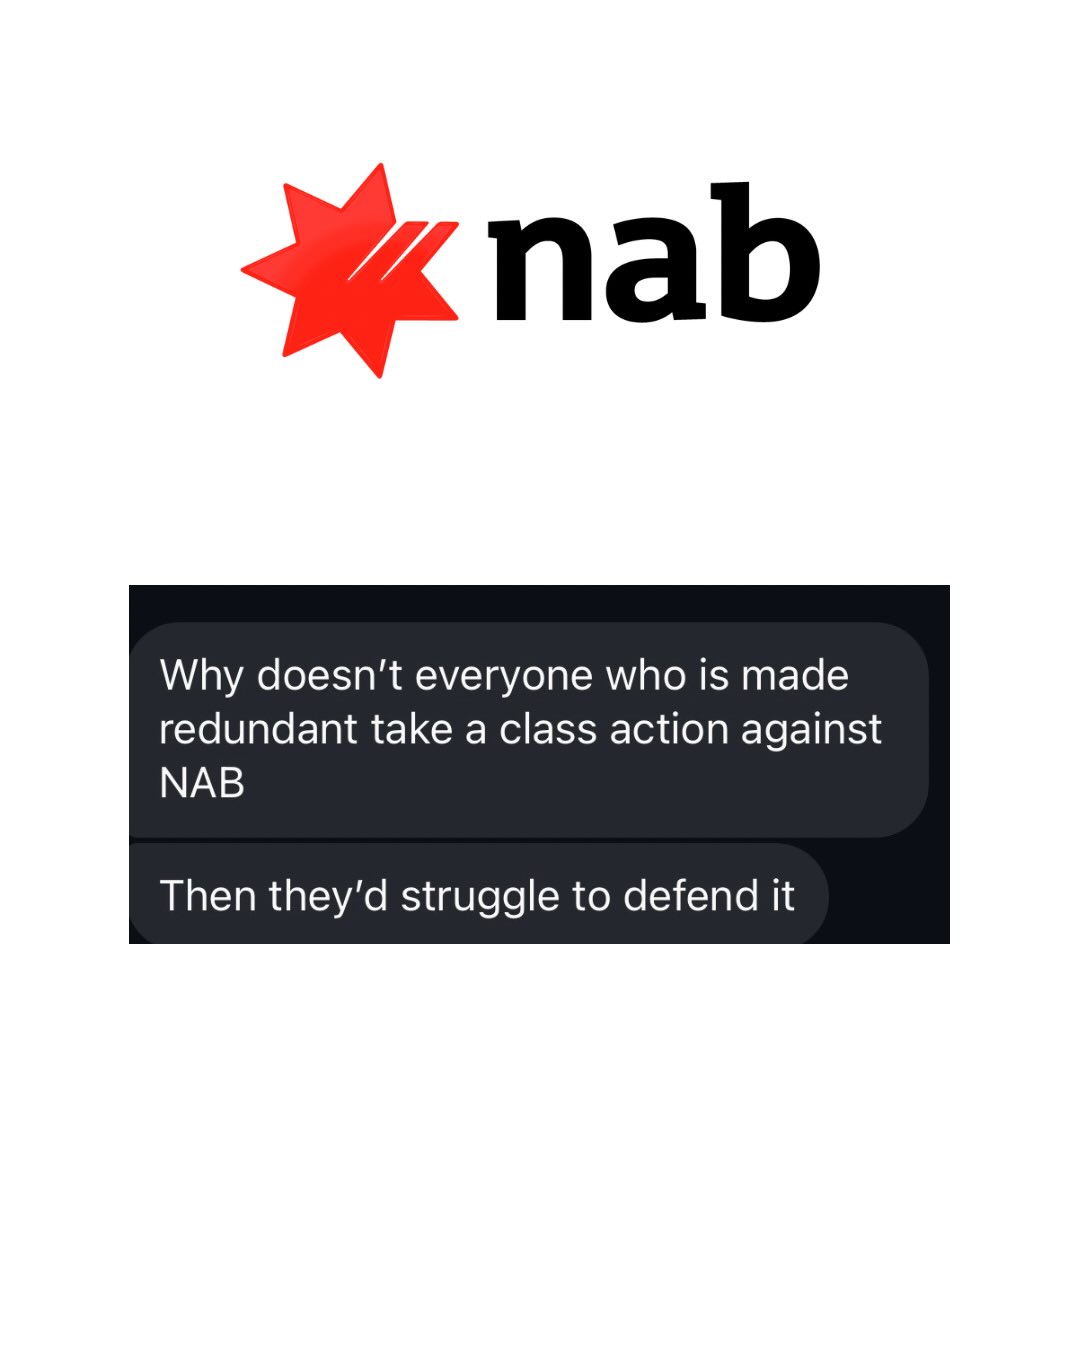 nab
Why doesn’t everyone who is made
redundant take a class action against
NAB
Then they’d struggle to defend it